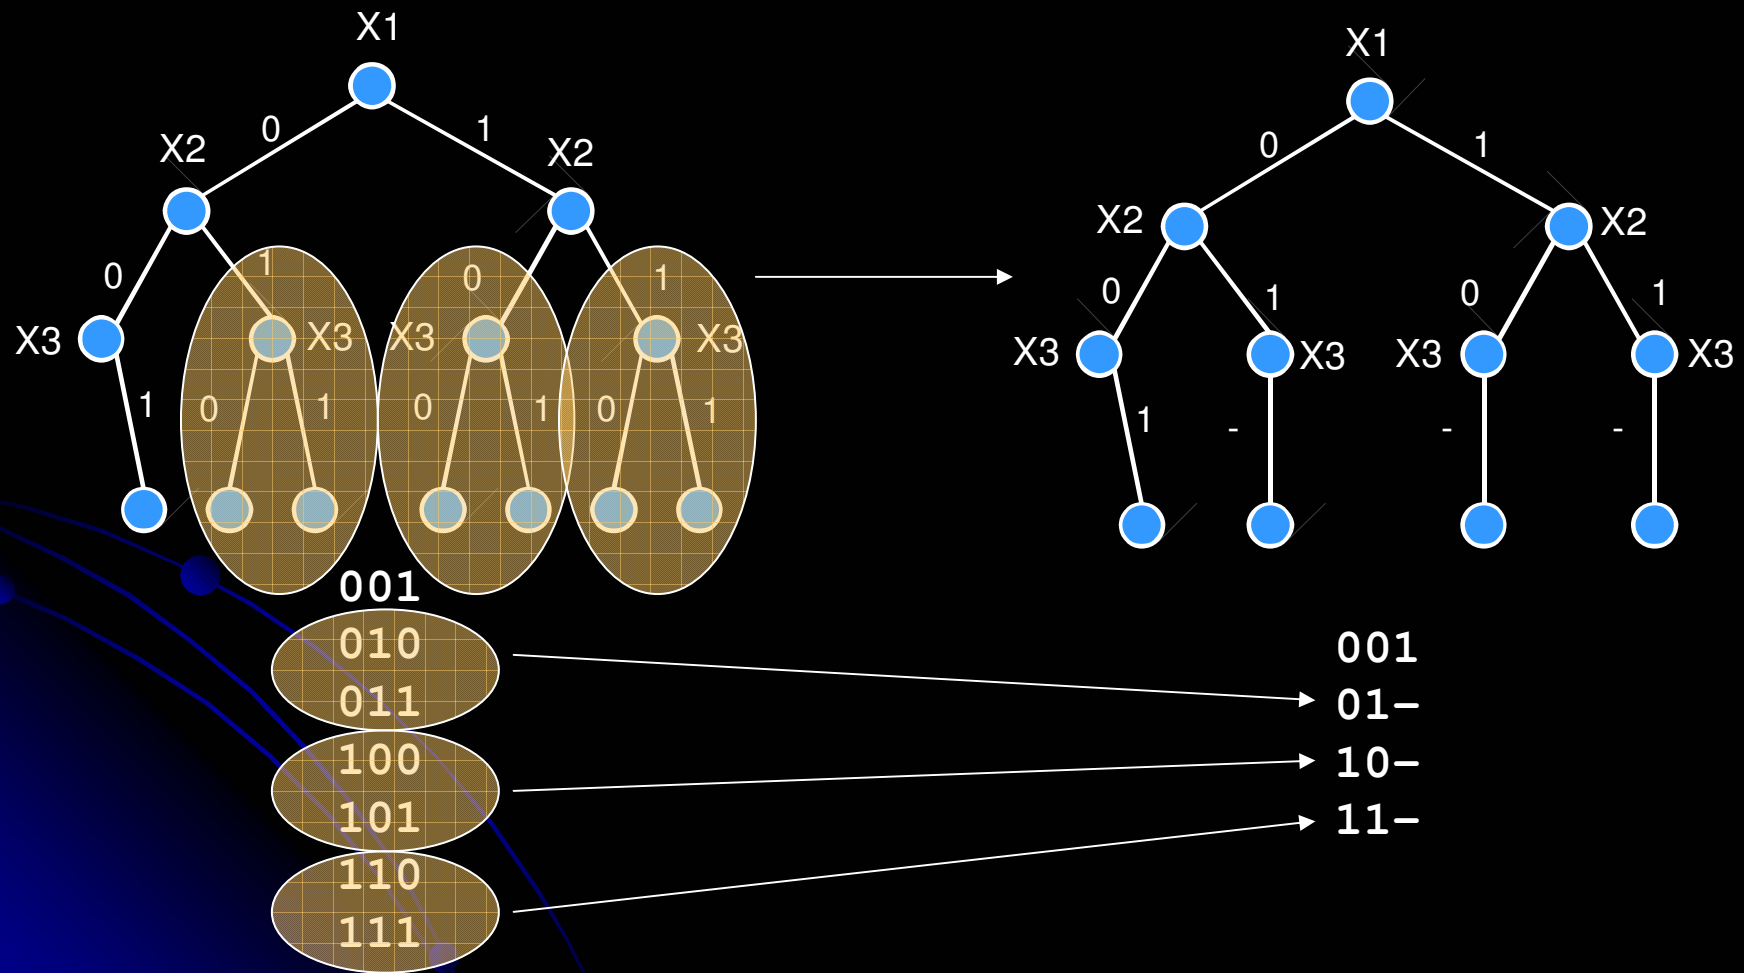 X1
0 1
X2 X2
0 1 0 1
X3 X3 X3 X3
1 0 1 0 1 0 1
X1
0 1
X2 X2
0 1 0 1
X3 X3 X3 X3
1 - - -
001
010
011
100
101
110
111
001
01-
10-
11-